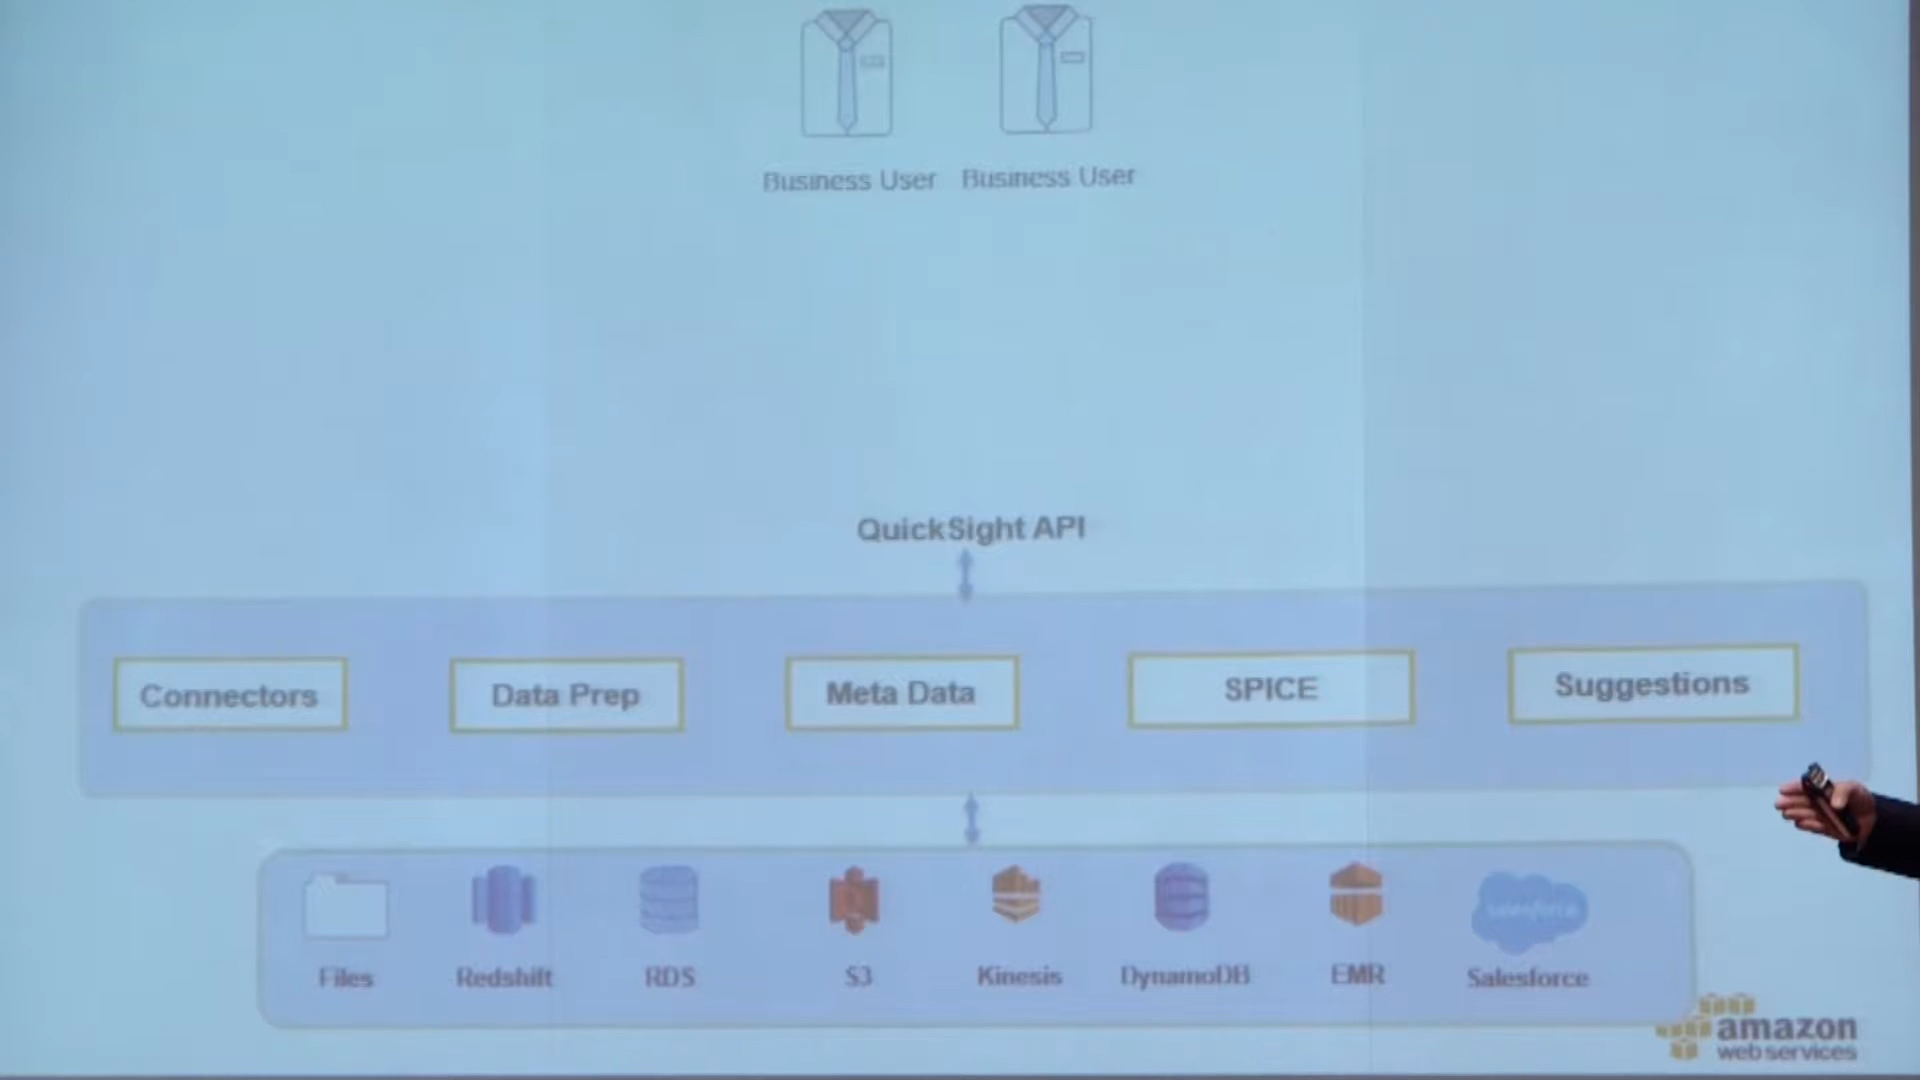 Business User Business User
QuickSight API
Connectors Data Prep Meta Data SPICE Suggestions
salesforce
Files Redshift RDS S3 Kinesis DynamoDB EMR Salesforce
amazon
web services